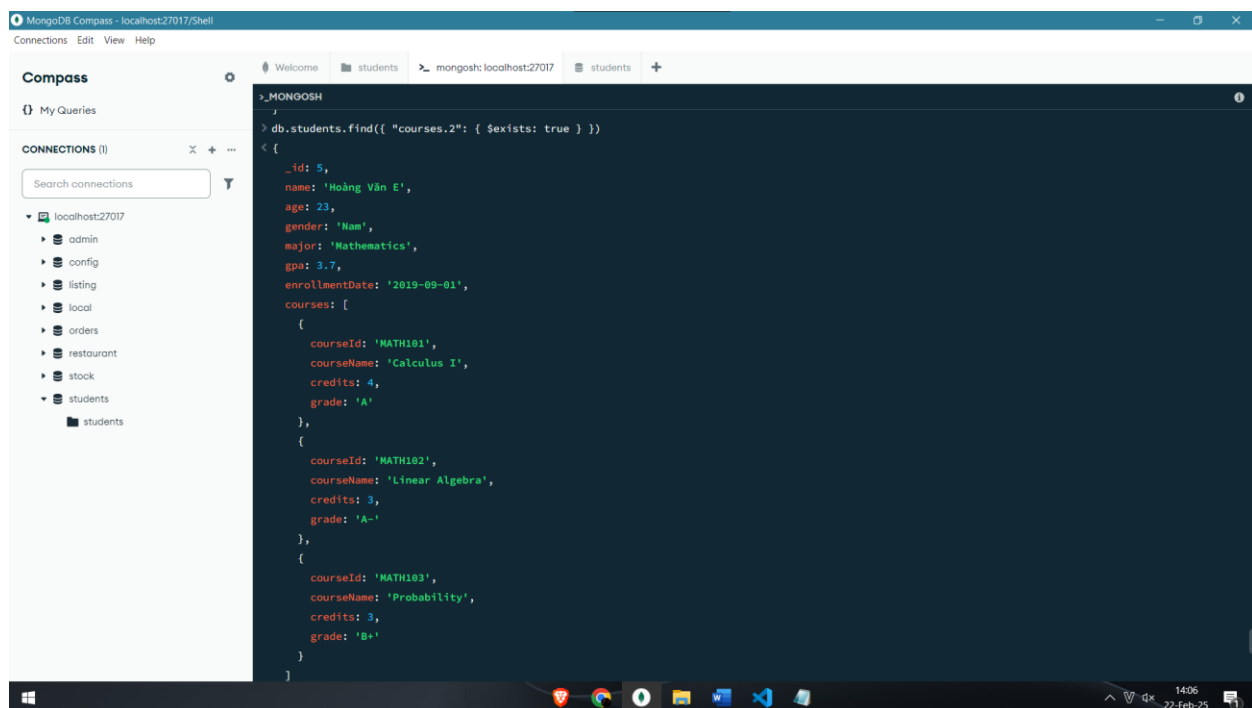 MongoDB Compass - localhost:27017/Shell
Connections Edit View Help
Compass
{} My Queries
CONNECTIONS (1)
Search connections
localhost:27017
admin
config
listing
local
orders
restaurant
stock
students
students
Welcome students >_ mongosh: localhost:27017 students +
>_MONGOSH
}
> db.students.find({ "courses.2": { $exists: true } })
< {
_id: 5,
name: 'Hoàng Văn E',
age: 23,
gender: 'Nam',
major: 'Mathematics',
gpa: 3.7,
enrollmentDate: '2019-09-01',
courses: [
{
courseId: 'MATH101',
courseName: 'Calculus I',
credits: 4,
grade: 'A'
},
{
courseId: 'MATH102',
courseName: 'Linear Algebra',
credits: 3,
grade: 'A-'
},
{
courseId: 'MATH103',
courseName: 'Probability',
credits: 3,
grade: 'B+'
}
]
14:06
22-Feb-25